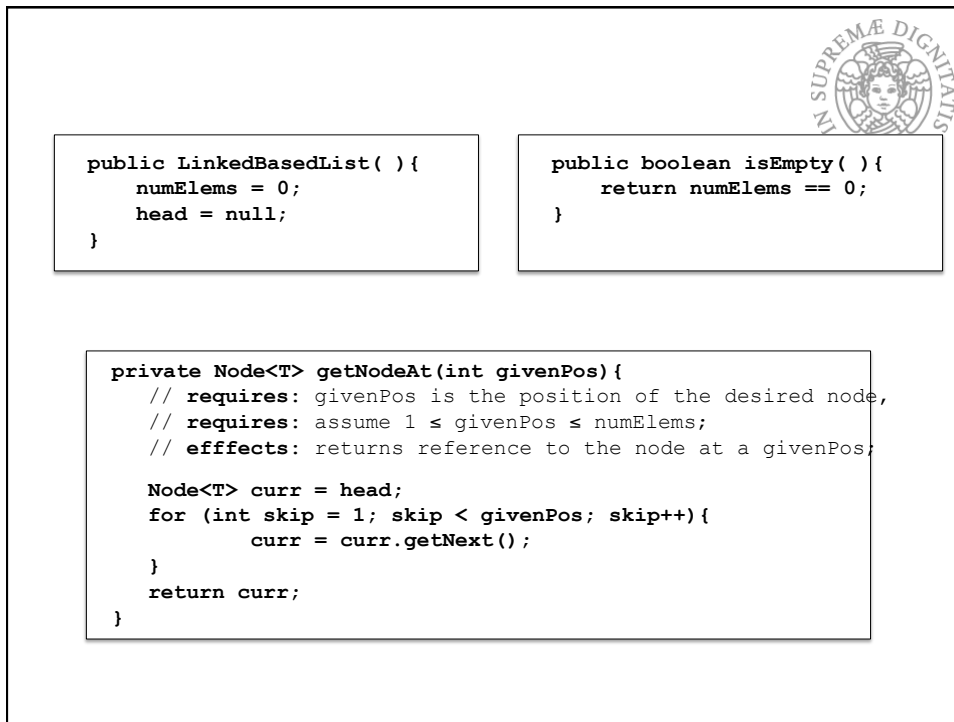 IN SUPREMÆ DIGNITATIS
public LinkedBasedList( ){
numElems = 0;
head = null;
}
public boolean isEmpty( ){
return numElems == 0;
}
private Node<T> getNodeAt(int givenPos){
// requires: givenPos is the position of the desired node,
// requires: assume 1 ≤ givenPos ≤ numElems;
// efffects: returns reference to the node at a givenPos;
Node<T> curr = head;
for (int skip = 1; skip < givenPos; skip++){
curr = curr.getNext();
}
return curr;
}